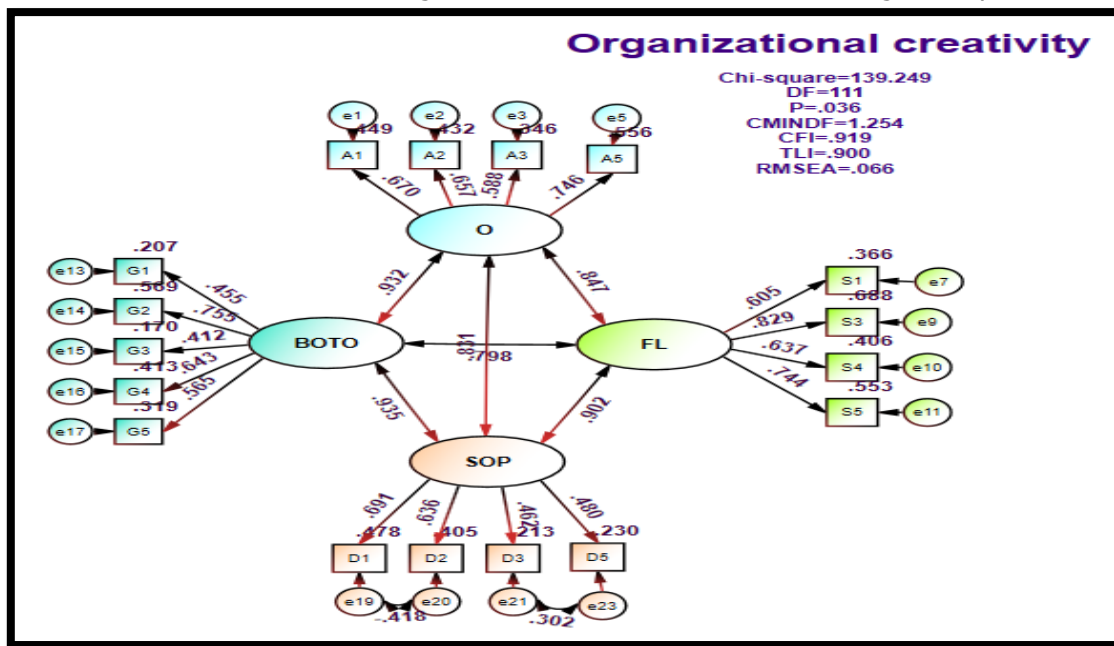 Organizational creativity
Chi-square=139.249
DF=111
P=.036
CMINDF=1.254
CFI=.919
TLI=.900
RMSEA=.066
e1 e2 e3 e5
.449 .432 .346 .556
A1 A2 A3 A5
.670 .657 .588 .746
O
.932 .847
.207
e13 G1 .455
.569
e14 G2 .755
.170
e15 G3 .412
.413
e16 G4 .643
.319
e17 G5 .565
BOTO
.831 .798
FL
.366
.605 S1 e7
.688
.829 S3 e9
.406
.637 S4 e10
.553
.744 S5 e11
.935 .902
SOP
.691 .636 .462 .480
.478 .405 .213 .230
D1 D2 D3 D5
e19 e20 e21 e23
-.418 .302